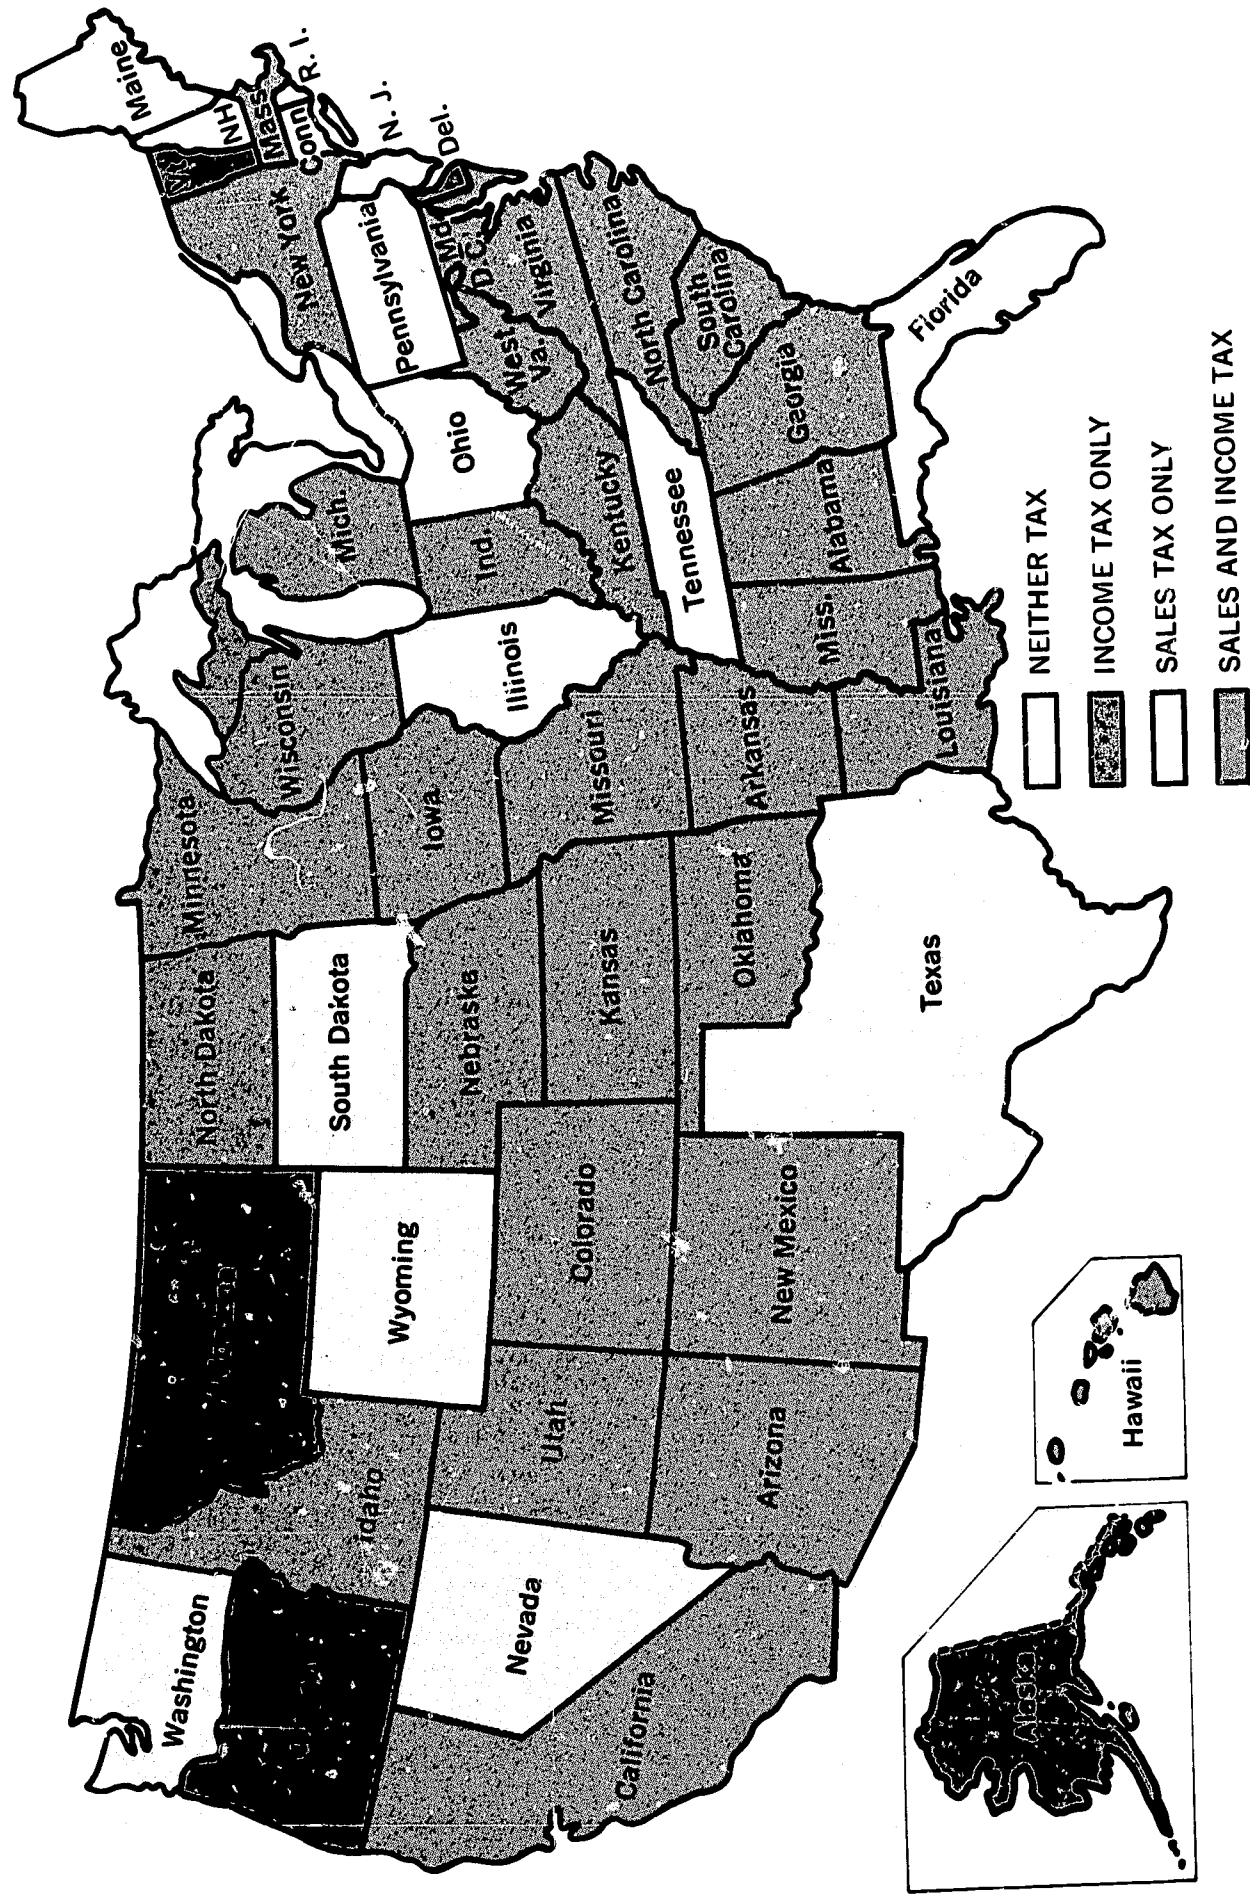 Washington
Idaho
Nevada
California
Utah
Arizona
Wyoming
Colorado
New Mexico
North Dakota
South Dakota
Nebraske
Kansas
Oklahoma
Texas
Minnesota
Iowa
Missouri
Arkansas
Louisiana
Wisconsin
Illinois
Mich.
Ind.
Ohio
Kentucky
Tennessee
Miss.
Alabama
Georgia
Florida
South
Carolina
North Carolina
Virginia
West
Va.
Md.
D.C.
Del.
Pennsylvania
N. J.
New York
Conn
R. I.
Mass
NH
Maine
Alaska
Hawaii
NEITHER TAX
INCOME TAX ONLY
SALES TAX ONLY
SALES AND INCOME TAX